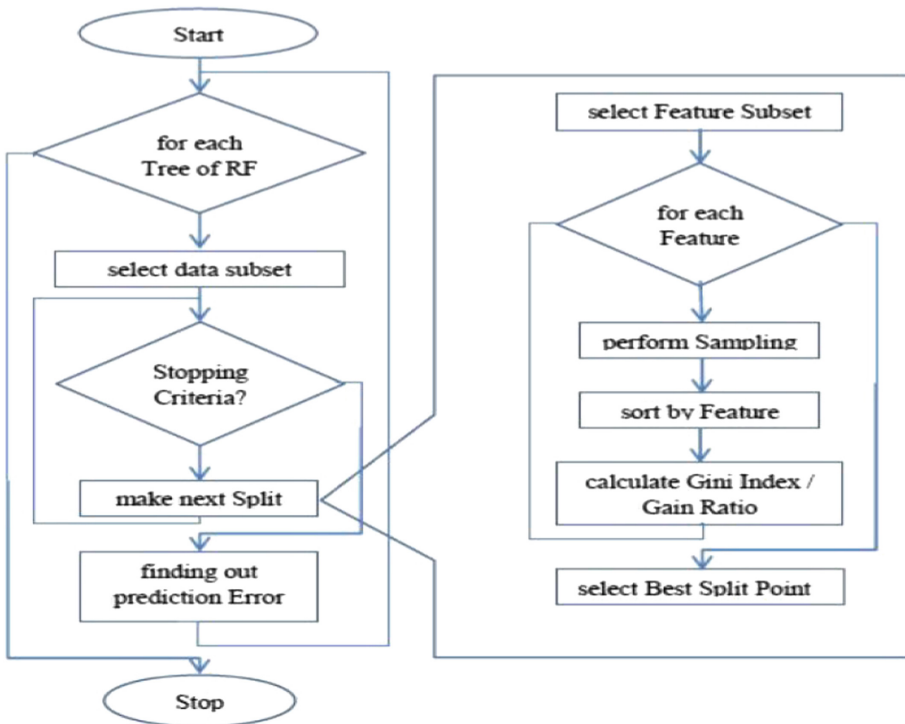 Start
for each
Tree of RF
select data subset
Stopping
Criteria?
make next Split
finding out
prediction Error
Stop
select Feature Subset
for each
Feature
perform Sampling
sort by Feature
calculate Gini Index /
Gain Ratio
select Best Split Point